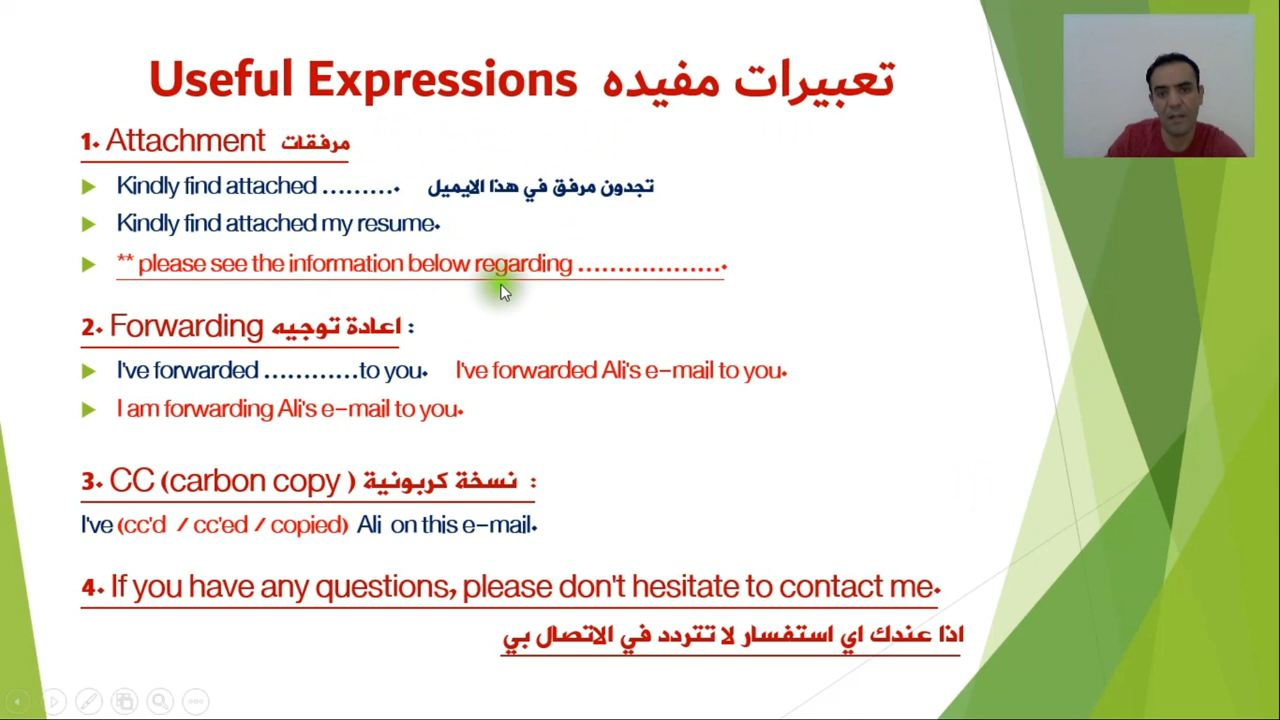 Useful Expressions تعبيرات مفيده
1. Attachment مرفقات
Kindly find attached ………. تجدون مرفق في هذا الايميل
Kindly find attached my resume.
** please see the information below regarding ………………..
2. Forwarding اعادة توجيه :
I've forwarded …………to you. I've forwarded Ali's e-mail to you.
I am forwarding Ali's e-mail to you.
3. CC (carbon copy ) نسخة كربونية :
I've (cc'd / cc'ed / copied) Ali on this e-mail.
4. If you have any questions, please don't hesitate to contact me.
اذا عندك اي استفسار لا تتردد في الاتصال بي